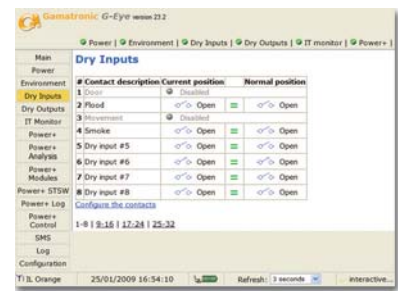 Gamatronic G-Eye version 23.2
Power | Environment | Dry Inputs | Dry Outputs | IT monitor | Power+ |
Main
Power
Environment
Dry Inputs
Dry Outputs
IT Monitor
Power+
Power+ Analysis
Power+ Modules
Power+ STSW
Power+ Log
Power+ Control
SMS
Log
Configuration
Dry Inputs
# Contact description Current position Normal position
1 Door Disabled
2 Flood Open = Open
3 Movement Disabled
4 Smoke Open = Open
5 Dry input #5 Open = Open
6 Dry input #6 Open = Open
7 Dry input #7 Open = Open
8 Dry input #8 Open = Open
Configure the contacts
1-8 | 9-16 | 17-24 | 25-32
IL Orange 25/01/2009 16:54:10 Refresh: 3 seconds interactive...